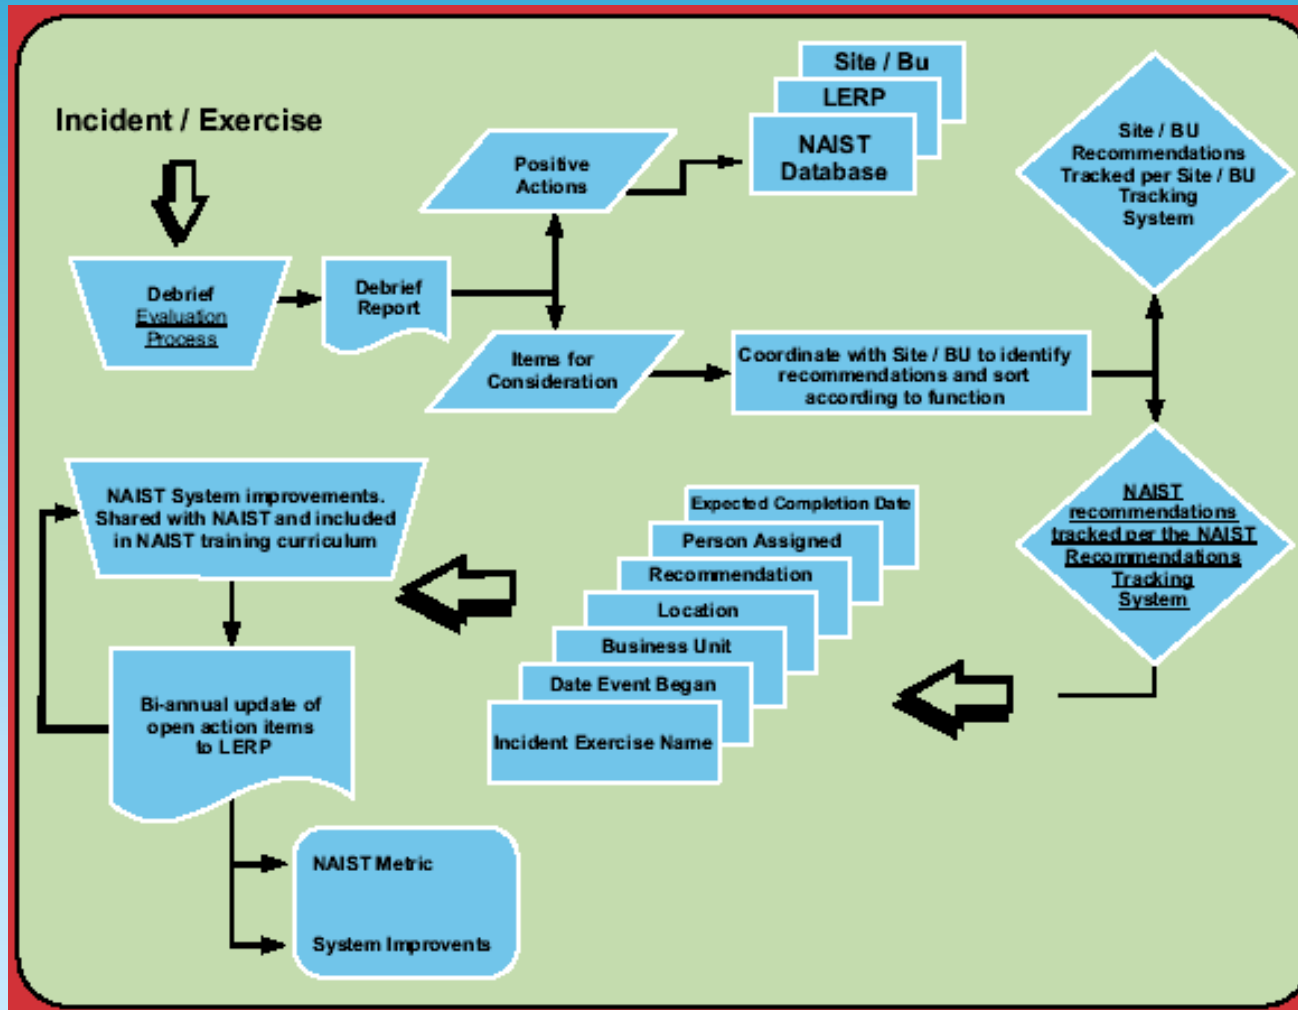 Incident / Exercise
Debrief
Evaluation
Process
Debrief
Report
Positive
Actions
Site / Bu
LERP
NAIST
Database
Items for
Consideration
Coordinate with Site / BU to identify
recommendations and sort
according to function
Site / BU
Recommendations
Tracked per Site / BU
Tracking
System
NAIST
recommendations
tracked per the NAIST
Recommendations
Tracking
System
Expected Completion Date
Person Assigned
Recommendation
Location
Business Unit
Date Event Began
Incident Exercise Name
NAIST System improvements.
Shared with NAIST and included
in NAIST training curriculum
Bi-annual update of
open action items
to LERP
NAIST Metric
System Improvents